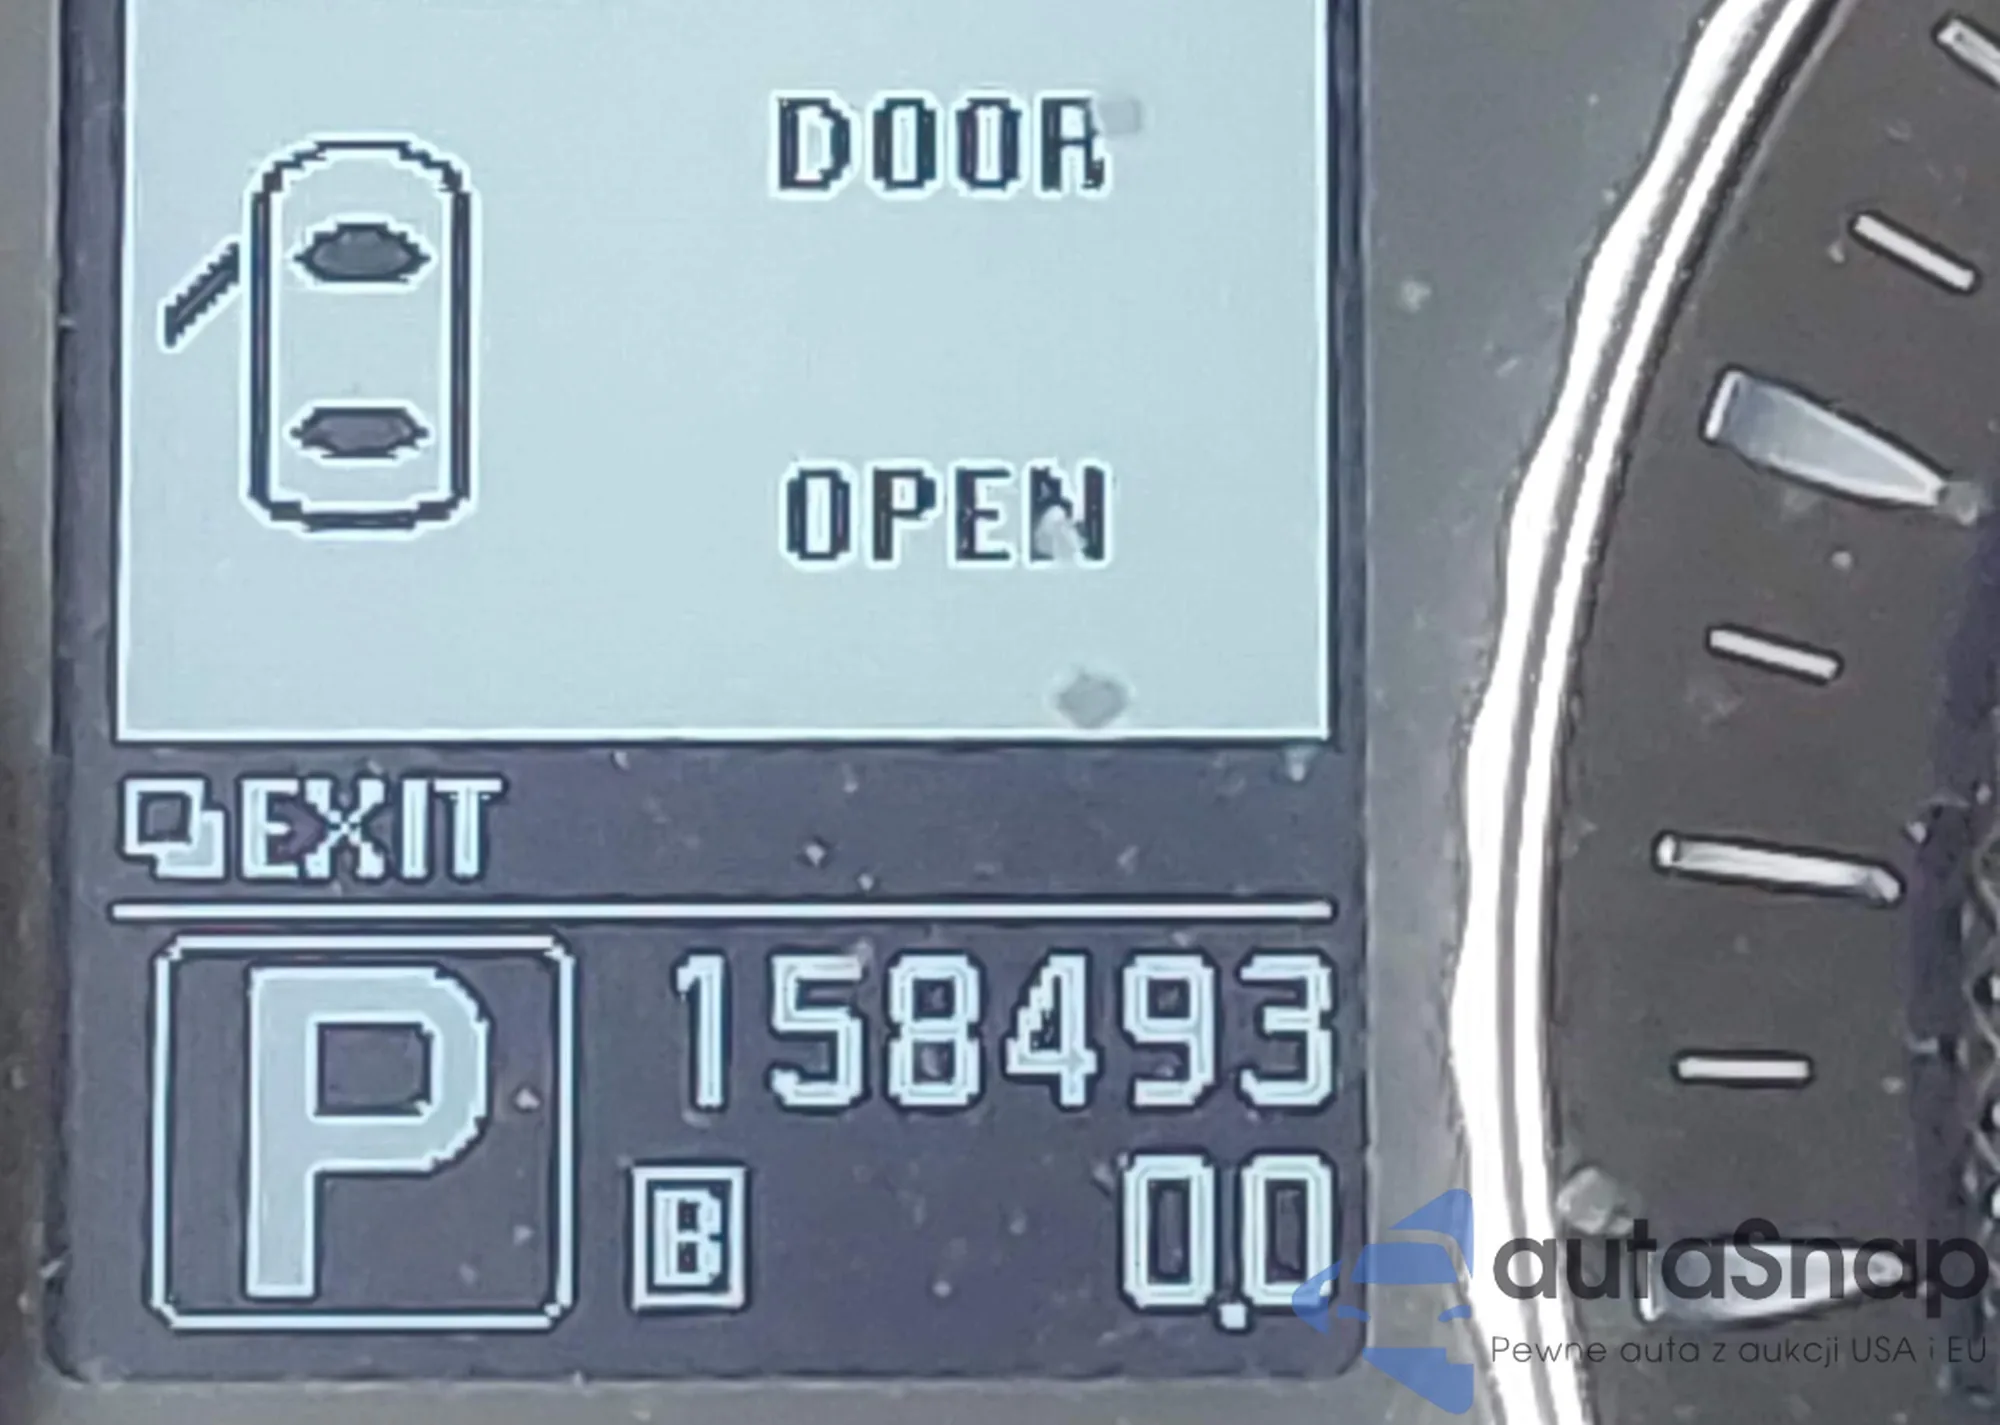 DOOR
OPEN
EXIT
P
158493
B
0.0
autaSnap
Pewne auta z aukcji USA i EU